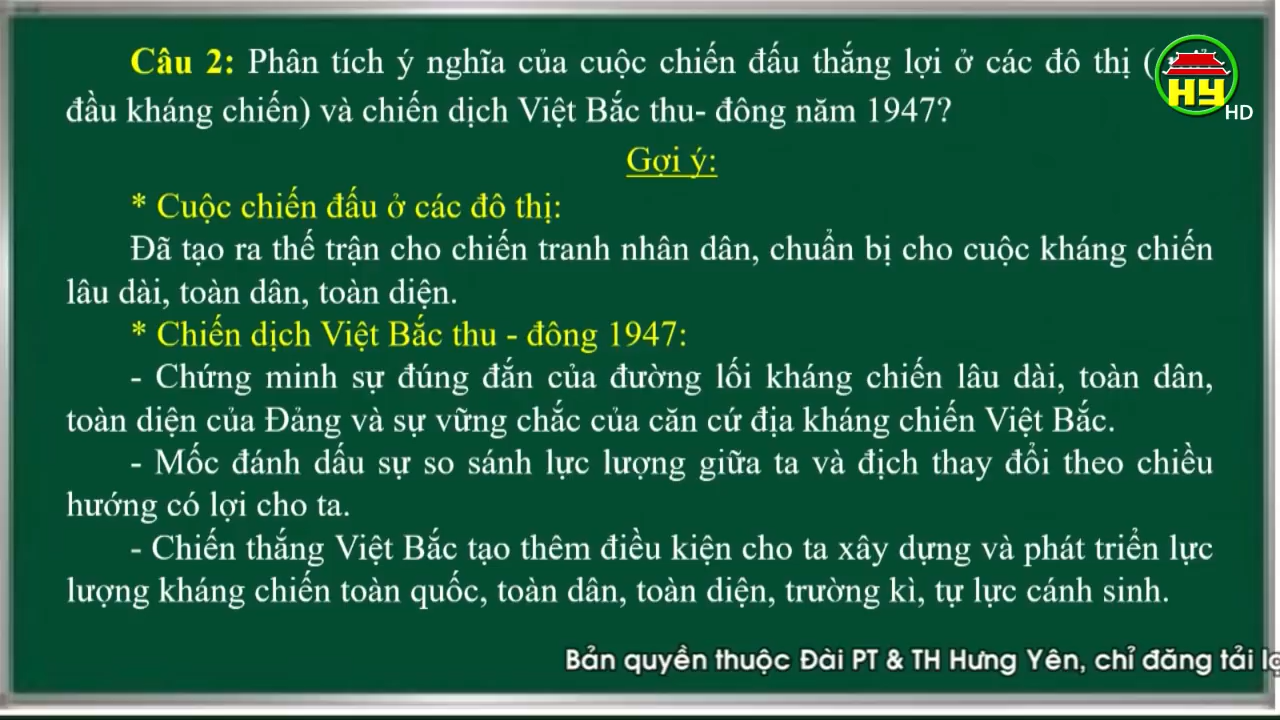 Câu 2: Phân tích ý nghĩa của cuộc chiến đấu thắng lợi ở các đô thị (
đầu kháng chiến) và chiến dịch Việt Bắc thu- đông năm 1947?
HY
HD
Gợi ý:
* Cuộc chiến đấu ở các đô thị:
Đã tạo ra thế trận cho chiến tranh nhân dân, chuẩn bị cho cuộc kháng chiến
lâu dài, toàn dân, toàn diện.
* Chiến dịch Việt Bắc thu - đông 1947:
- Chứng minh sự đúng đắn của đường lối kháng chiến lâu dài, toàn dân,
toàn diện của Đảng và sự vững chắc của căn cứ địa kháng chiến Việt Bắc.
- Mốc đánh dấu sự so sánh lực lượng giữa ta và địch thay đổi theo chiều
hướng có lợi cho ta.
- Chiến thắng Việt Bắc tạo thêm điều kiện cho ta xây dựng và phát triển lực
lượng kháng chiến toàn quốc, toàn dân, toàn diện, trường kì, tự lực cánh sinh.
Bản quyền thuộc Đài PT & TH Hưng Yên, chỉ đăng tải